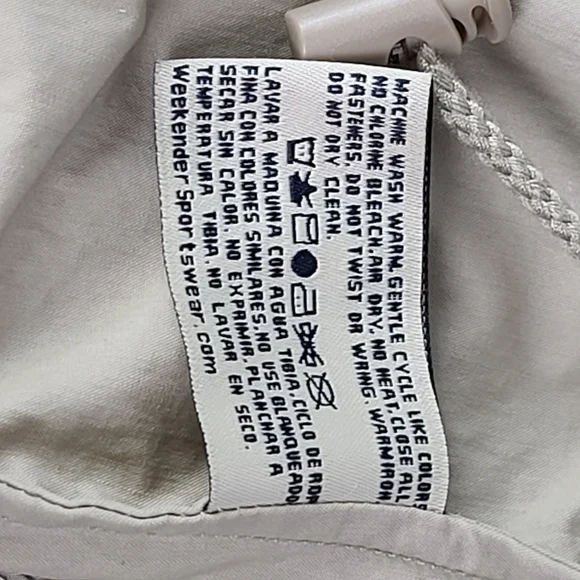 MACHINE WASH WARM, GENTLE CYCLE LIKE COLORS
NO CHLORINE BLEACH. AIR DRY. NO HEAT. CLOSE ALL
FASTENERS. DO NOT TWIST OR WRING. WARM IRON
DO NOT DRY CLEAN.
LAVAR A MAQUINA CON AGUA TIBIA, CICLO DE
FINA CON COLORES SIMILARES. NO USE BLANQUEADO
SECAR SIN CALOR. NO EXPRIMIR. PLANCHAR A
TEMPERATURA TIBIA. NO LAVAR EN SECO.
WeekenderSportswear.com